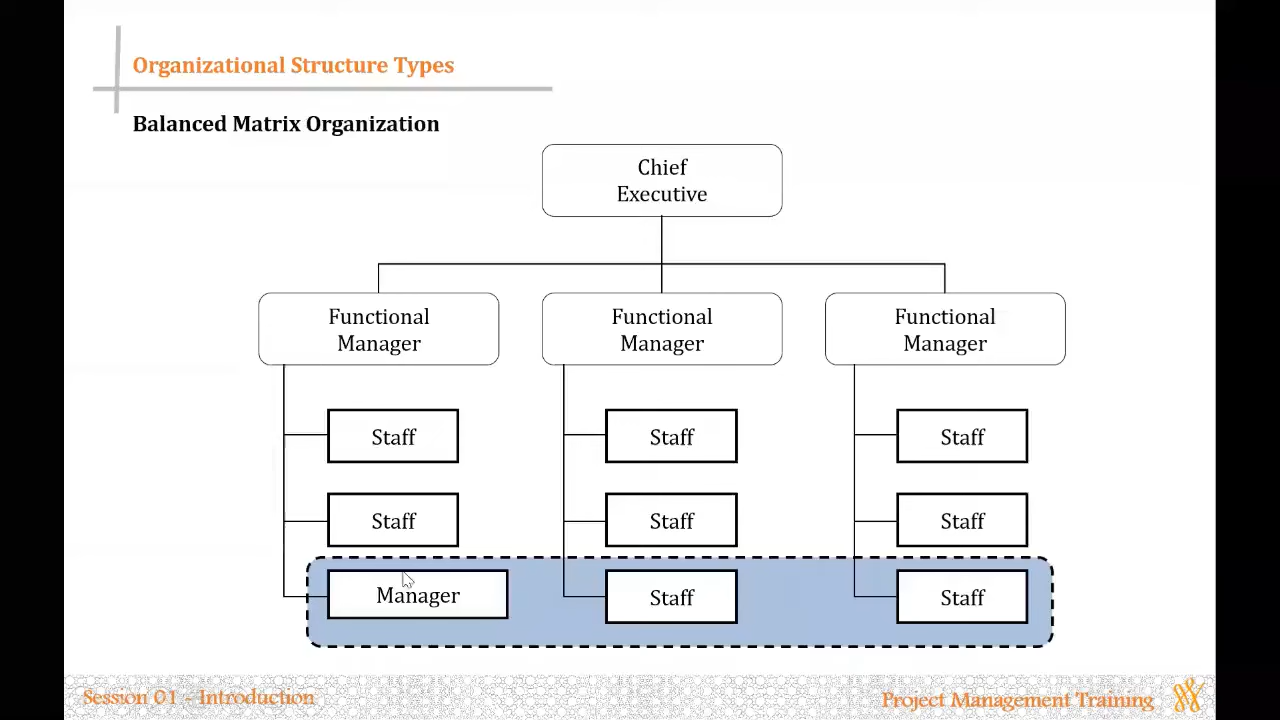 Organizational Structure Types
Balanced Matrix Organization
Chief
Executive
Functional
Manager
Functional
Manager
Functional
Manager
Staff
Staff
Staff
Staff
Staff
Staff
Manager
Staff
Staff
Session 01 - Introduction
Project Management Training